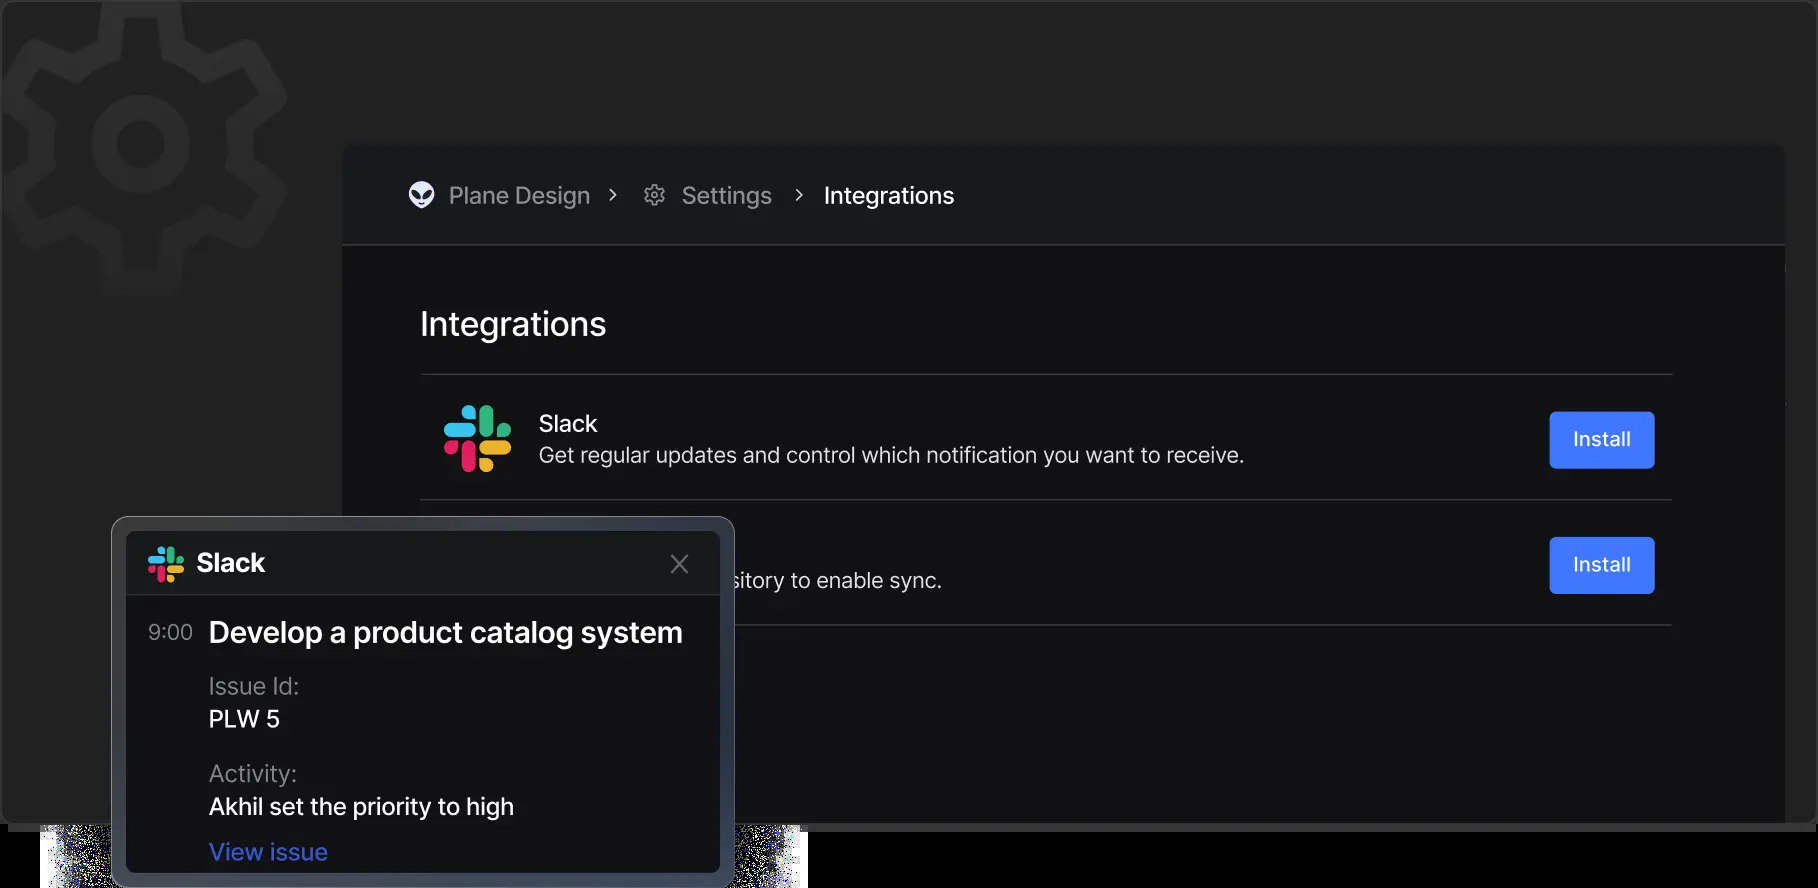 Plane Design > Settings > Integrations
Integrations
Slack
Get regular updates and control which notification you want to receive.
Install
to enable sync.
Install
Slack
9:00 Develop a product catalog system
Issue Id:
PLW 5
Activity:
Akhil set the priority to high
View issue